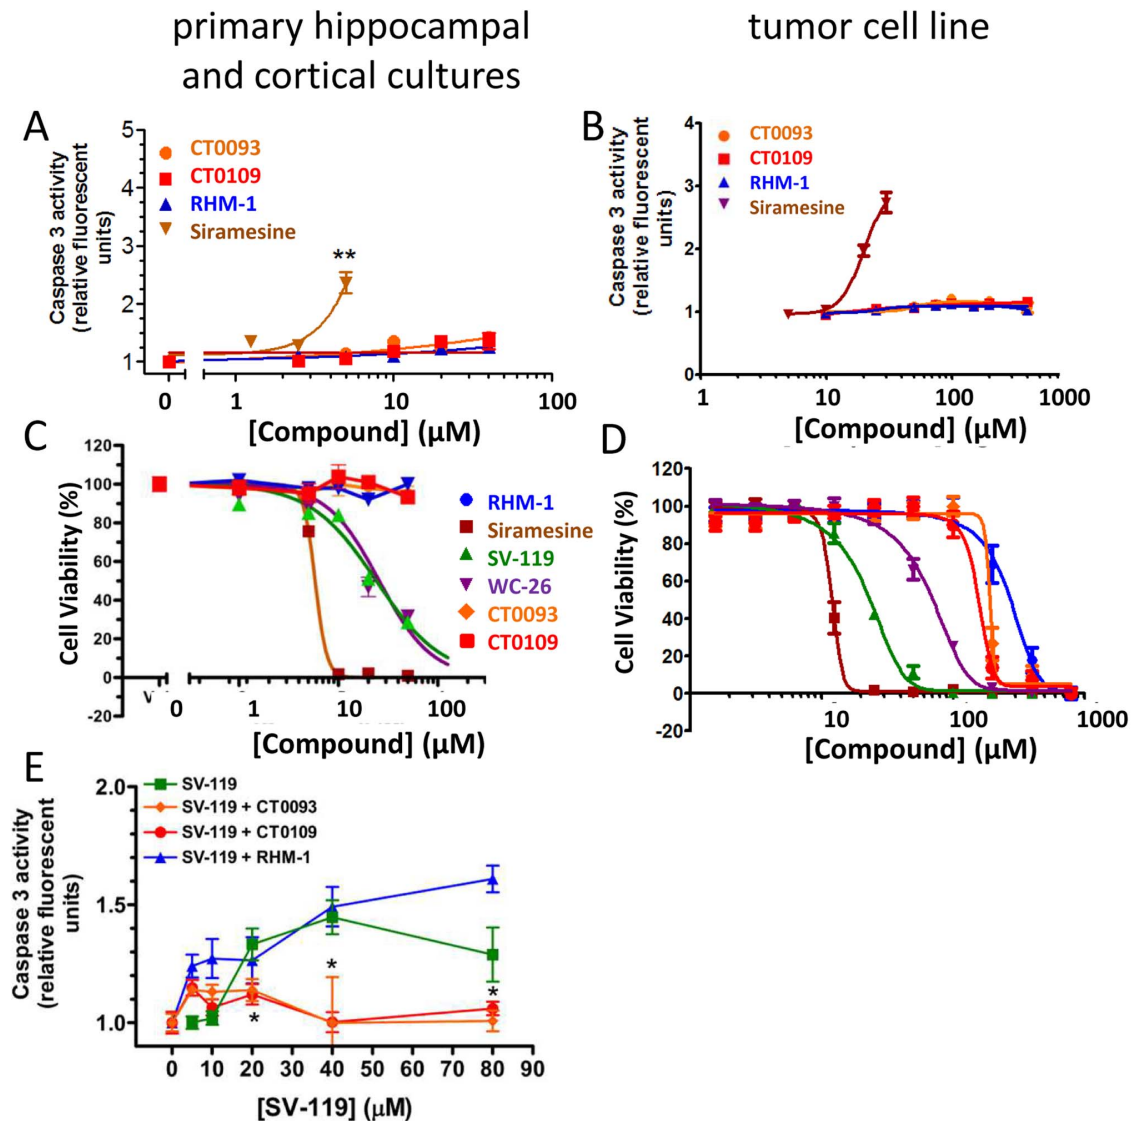 primary hippocampal
and cortical cultures
tumor cell line
A
Caspase 3 activity
(relative fluorescent
units)
5
4
3
2
1
CT0093
CT0109
RHM-1
Siramesine
**
0
1
10
100
[Compound] (μM)
B
Caspase 3 activity
(relative fluorescent
units)
4
3
2
1
0
CT0093
CT0109
RHM-1
Siramesine
1
10
100
1000
[Compound] (μM)
C
Cell Viability (%)
120
100
80
60
40
20
0
-20
RHM-1
Siramesine
SV-119
WC-26
CT0093
CT0109
0
1
10
100
[Compound] (μM)
D
Cell Viability (%)
120
100
80
60
40
20
0
-20
10
100
1000
[Compound] (μM)
E
Caspase 3 activity
(relative fluorescent
units)
2.0
1.5
1.0
SV-119
SV-119 + CT0093
SV-119 + CT0109
SV-119 + RHM-1
*
*
*
0
10
20
30
40
50
60
70
80
90
[SV-119] (μM)